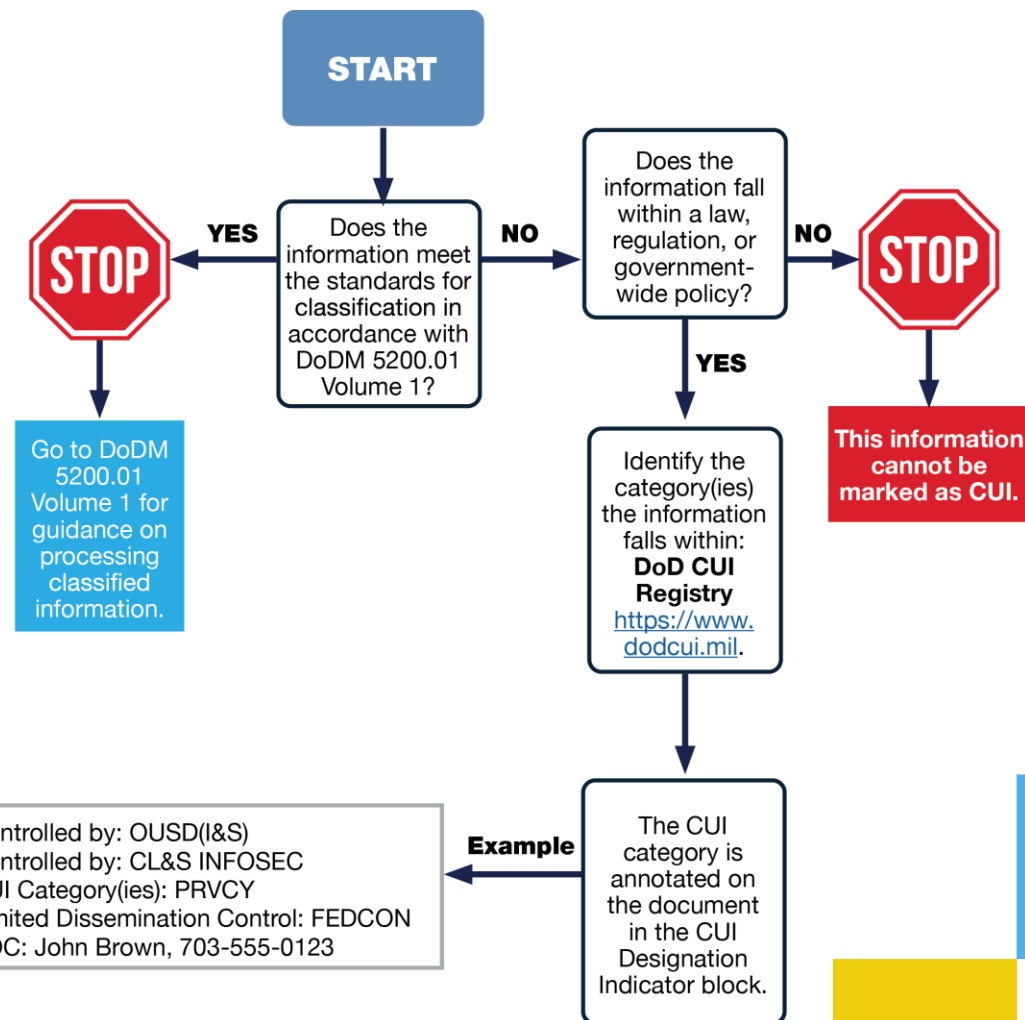 START
Does the
information meet
the standards for
classification in
accordance with
DoDM 5200.01
Volume 1?
YES
STOP
Go to DoDM
5200.01
Volume 1 for
guidance on
processing
classified
information.
NO
Does the
information fall
within a law,
regulation, or
government-
wide policy?
NO
STOP
This information
cannot be
marked as CUI.
YES
Identify the
category(ies)
the information
falls within:
DoD CUI
Registry
https://www.
dodcui.mil.
The CUI
category is
annotated on
the document
in the CUI
Designation
Indicator block.
Example
ntrolled by: OUSD(I&S)
ntrolled by: CL&S INFOSEC
UI Category(ies): PRVCY
mited Dissemination Control: FEDCON
OC: John Brown, 703-555-0123